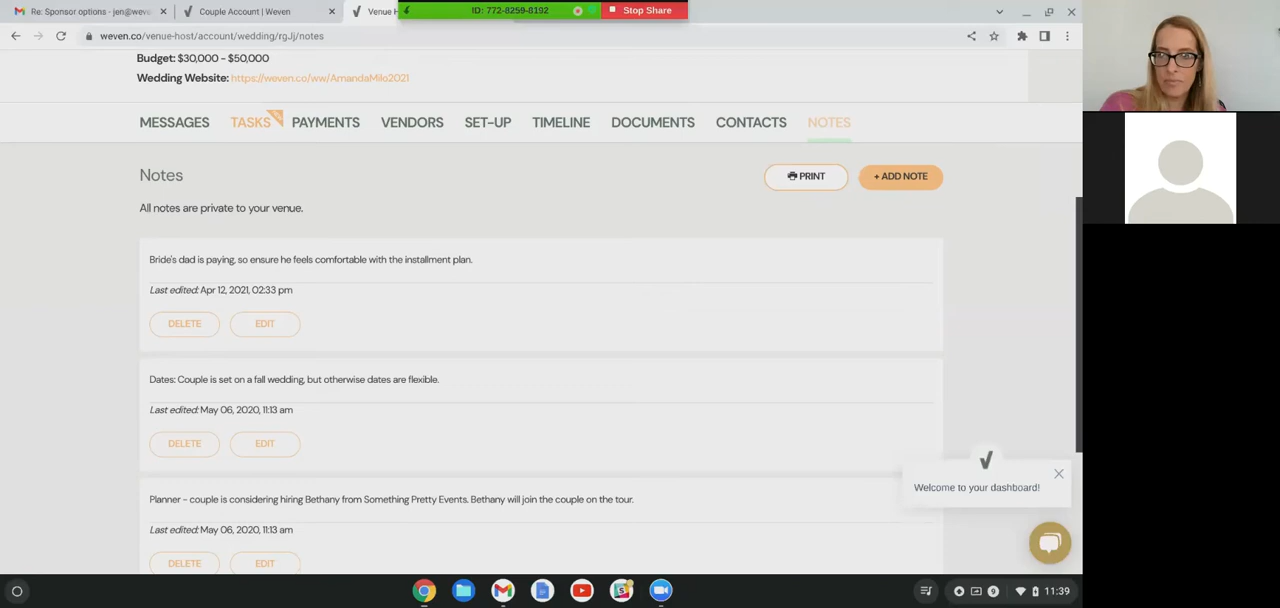 Re: Sponsor options - jen@weve
Couple Account | Weven
Venue H
ID: 772-8259-8192
Stop Share
weven.co/venue-host/account/wedding/rgJj/notes
Budget: $30,000 - $50,000
Wedding Website: https://weven.co/ww/AmandaMilo2021
MESSAGES TASKS PAYMENTS VENDORS SET-UP TIMELINE DOCUMENTS CONTACTS NOTES
Notes
PRINT
+ ADD NOTE
All notes are private to your venue.
Bride's dad is paying, so ensure he feels comfortable with the installment plan.
Last edited: Apr 12, 2021, 02:33 pm
DELETE EDIT
Dates: Couple is set on a fall wedding, but otherwise dates are flexible.
Last edited: May 06, 2020, 11:13 am
DELETE EDIT
Welcome to your dashboard!
Planner - couple is considering hiring Bethany from Something Pretty Events. Bethany will join the couple on the tour.
Last edited: May 06, 2020, 11:13 am
DELETE EDIT
11:39